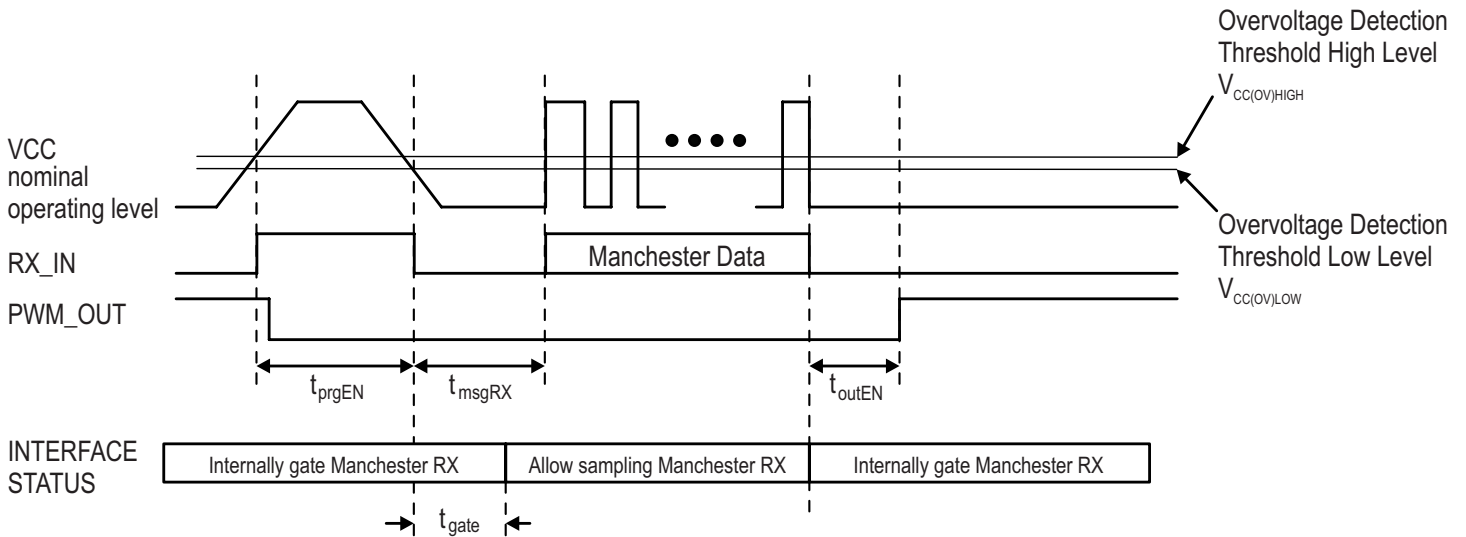 Overvoltage Detection
Threshold High Level
VCC(OV)HIGH
VCC
nominal
operating level
Overvoltage Detection
Threshold Low Level
VCC(OV)LOW
RX_IN
Manchester Data
PWM_OUT
tprgEN
tmsgRX
toutEN
INTERFACE
STATUS
Internally gate Manchester RX
Allow sampling Manchester RX
Internally gate Manchester RX
tgate